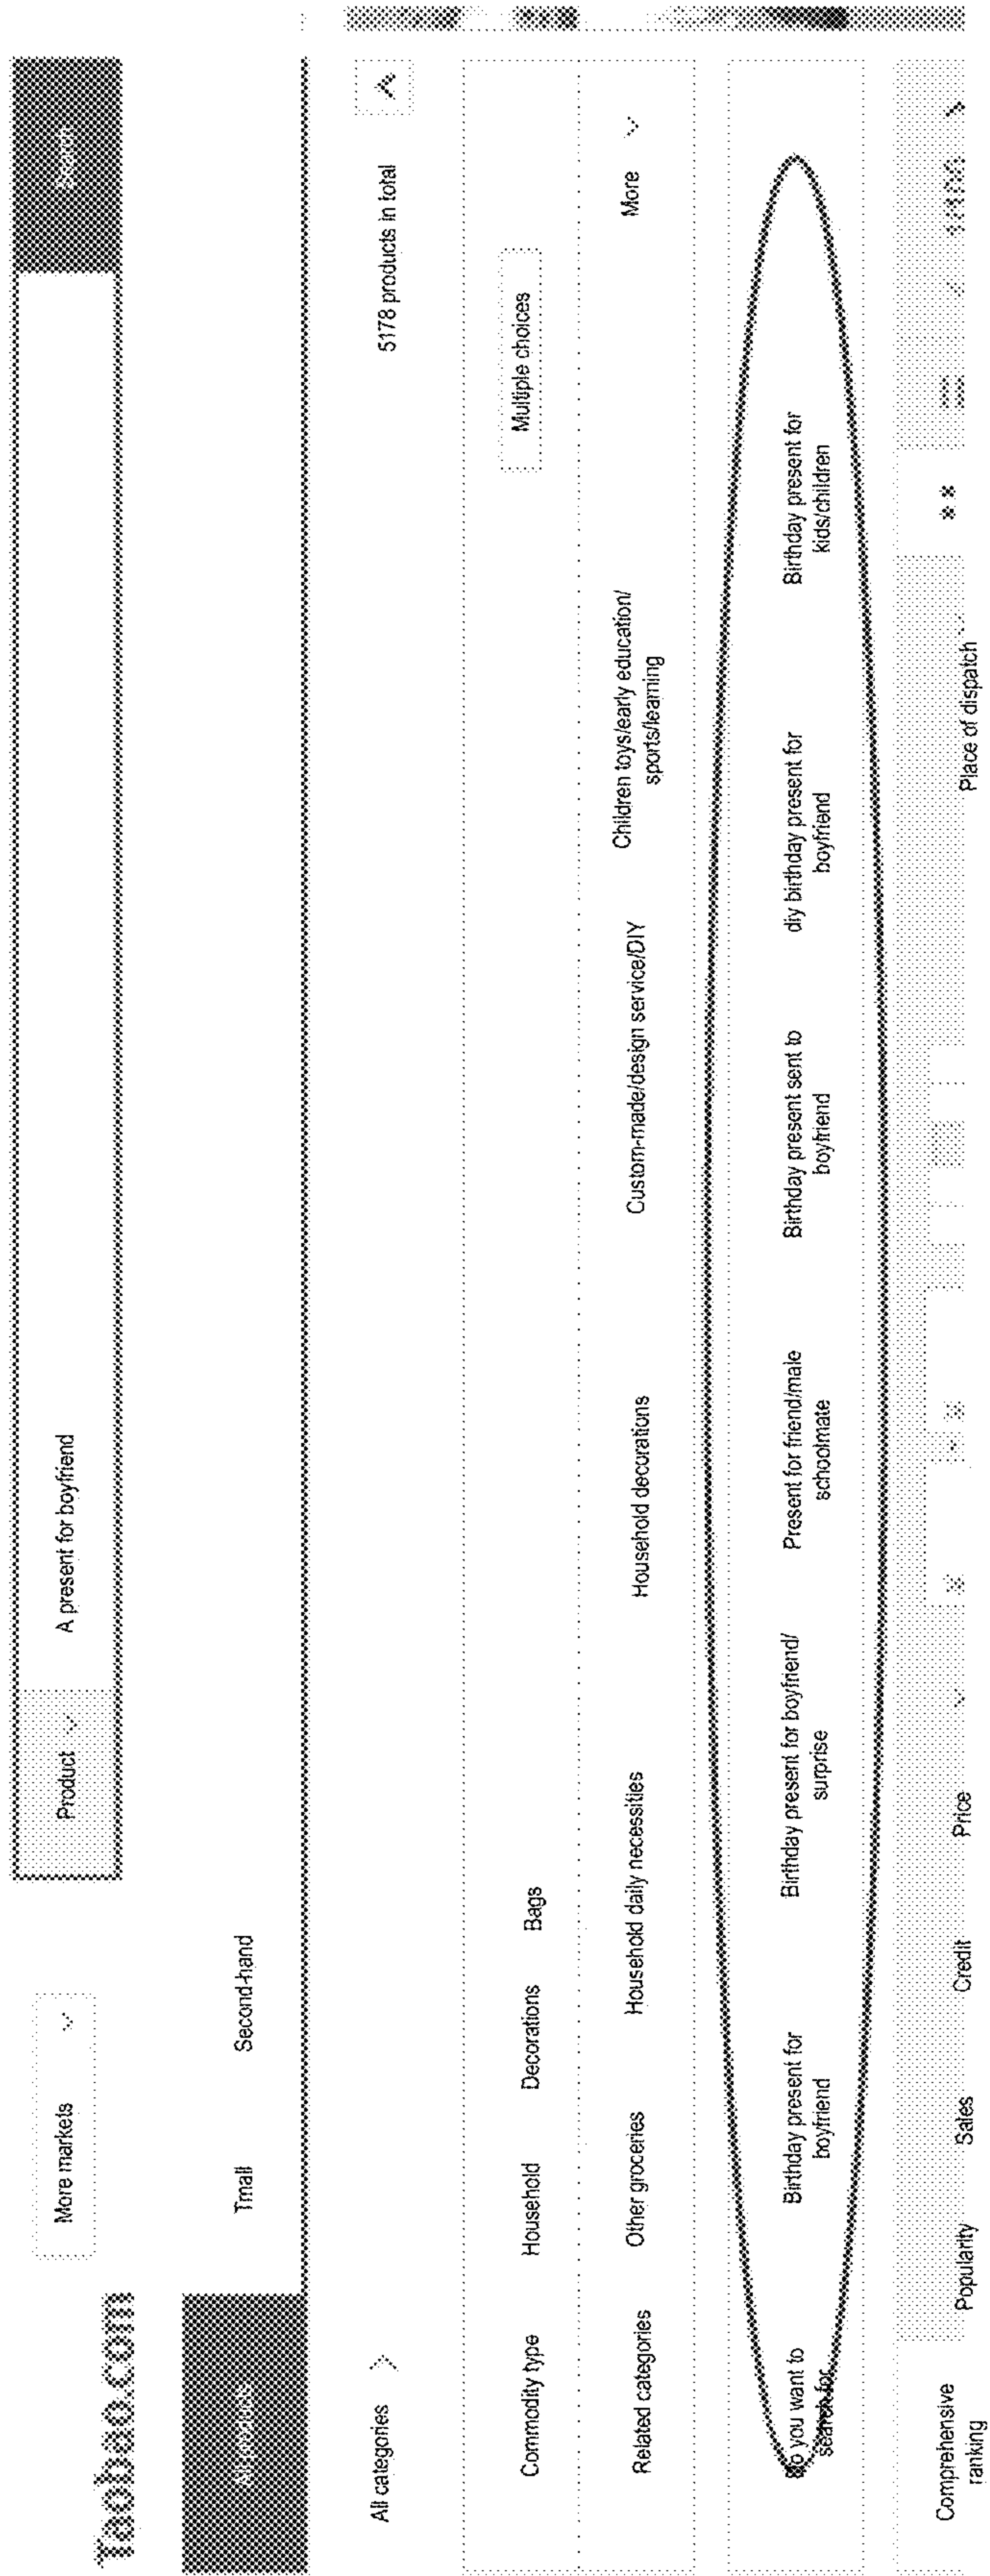 Taobao.com
More markets
Product
A present for boyfriend
Search
Tmall
Second-hand
All categories
5178 products in total
Commodity type
Household
Decorations
Bags
Multiple choices
Related categories
Other groceries
Household daily necessities
Household decorations
Custom-made/design service/DIY
Children toys/early education/
sports/learning
More
Do you want to
search for
Birthday present for
boyfriend
Birthday present for boyfriend/
surprise
Present for friend/male
schoolmate
Birthday present sent to
boyfriend
diy birthday present for
boyfriend
Birthday present for
kids/children
Comprehensive
ranking
Popularity
Sales
Credit
Price
Place of dispatch